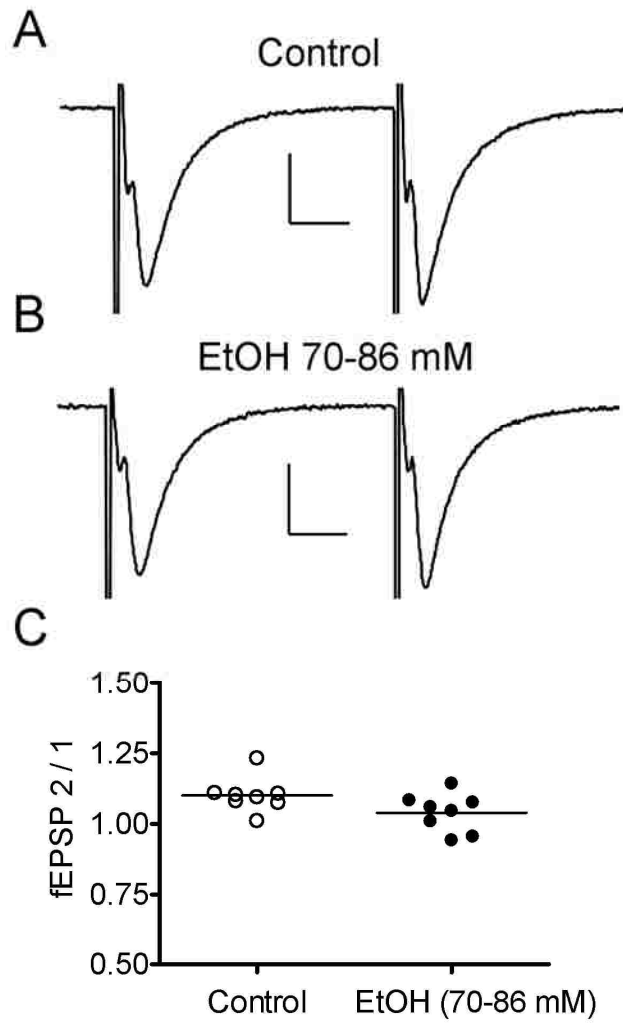 A
Control
B
EtOH 70-86 mM
C
1.50
1.25
1.00
0.75
0.50
fEPSP 2 / 1
Control
EtOH (70-86 mM)